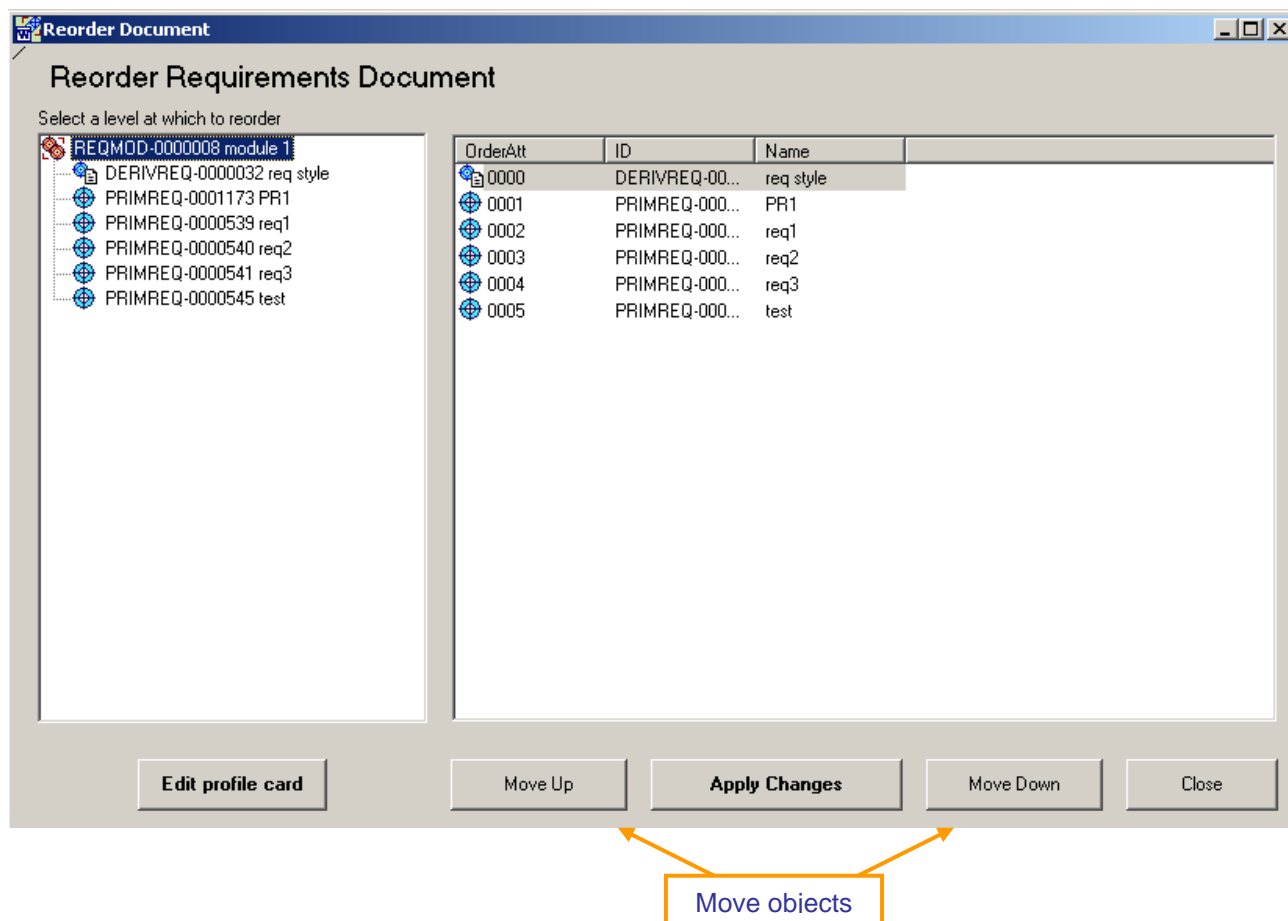 Reorder Document
Reorder Requirements Document
Select a level at which to reorder
REQMOD-0000008 module 1
DERIVREQ-0000032 req style
PRIMREQ-0001173 PR1
PRIMREQ-0000539 req1
PRIMREQ-0000540 req2
PRIMREQ-0000541 req3
PRIMREQ-0000545 test
OrderAtt ID Name
0000 DERIVREQ-00... req style
0001 PRIMREQ-000... PR1
0002 PRIMREQ-000... req1
0003 PRIMREQ-000... req2
0004 PRIMREQ-000... req3
0005 PRIMREQ-000... test
Edit profile card Move Up Apply Changes Move Down Close
Move objects